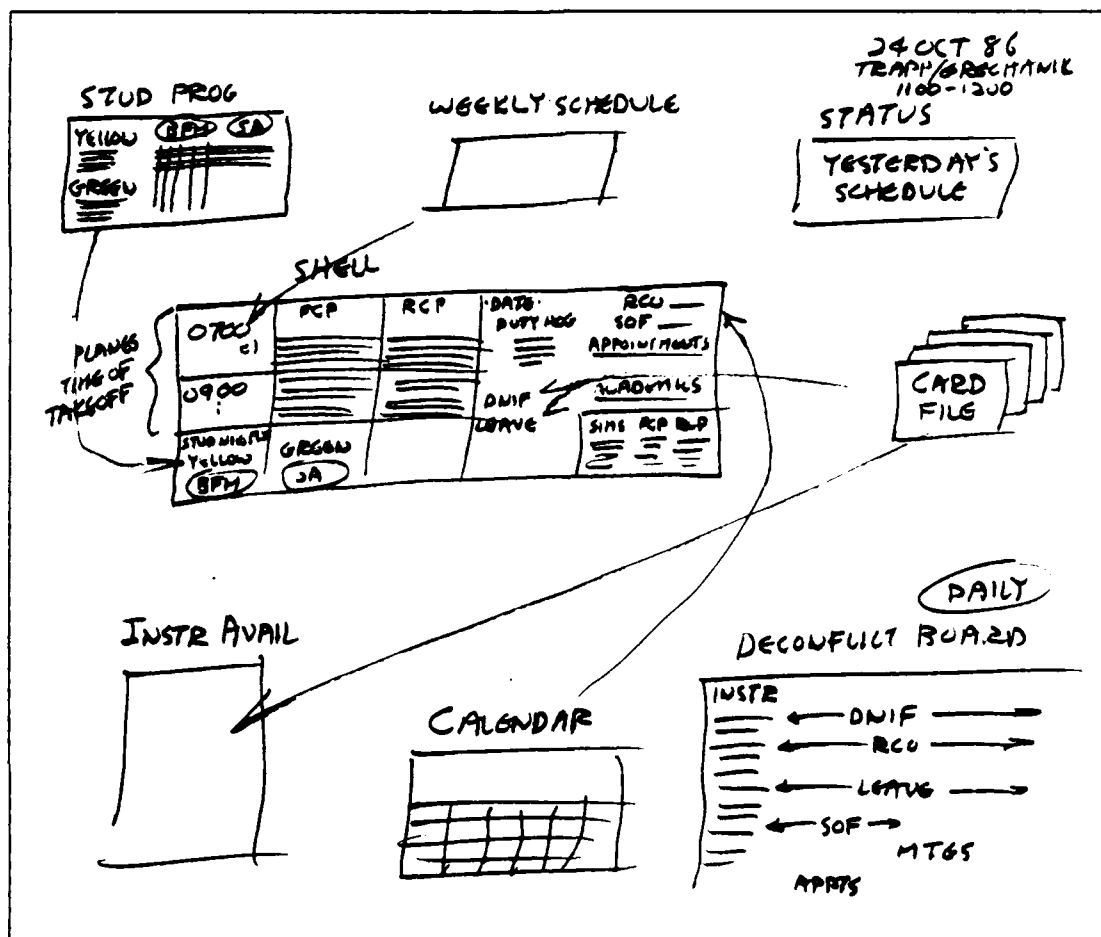 24 OCT 86
TRAPP/GRECHANIK
1100-1200
STUD PROG
YELLOW
BFM
SA
GREEN
WEEKLY SCHEDULE
STATUS
YESTERDAY'S
SCHEDULE
SHELL
PLANES
TIME OF
TAKEOFF
0700
0900
FCP
RCP
DATE
DUTY HOG
RCO
SOF
APPOINTMENTS
ACADEMICS
DNIF
LEAVE
SIMS FCP RCP
YELLOW
BFM
GREEN
SA
CARD
FILE
INSTR AVAIL
CALENDAR
DAILY
DECONFLICT BOARD
INSTR
DNIF
RCO
LEAVE
SOF
MTGS
APPTS